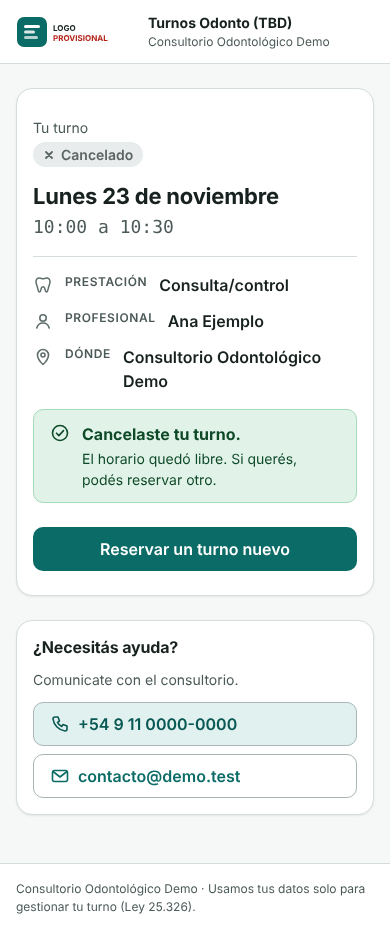 LOGO
PROVISIONAL
Turnos Odonto (TBD)
Consultorio Odontológico Demo
Tu turno
Cancelado
Lunes 23 de noviembre
10:00 a 10:30
PRESTACIÓN Consulta/control
PROFESIONAL Ana Ejemplo
DÓNDE Consultorio Odontológico
Demo
Cancelaste tu turno.
El horario quedó libre. Si querés,
podés reservar otro.
Reservar un turno nuevo
¿Necesitás ayuda?
Comunicate con el consultorio.
+54 9 11 0000-0000
contacto@demo.test
Consultorio Odontológico Demo · Usamos tus datos solo para
gestionar tu turno (Ley 25.326).